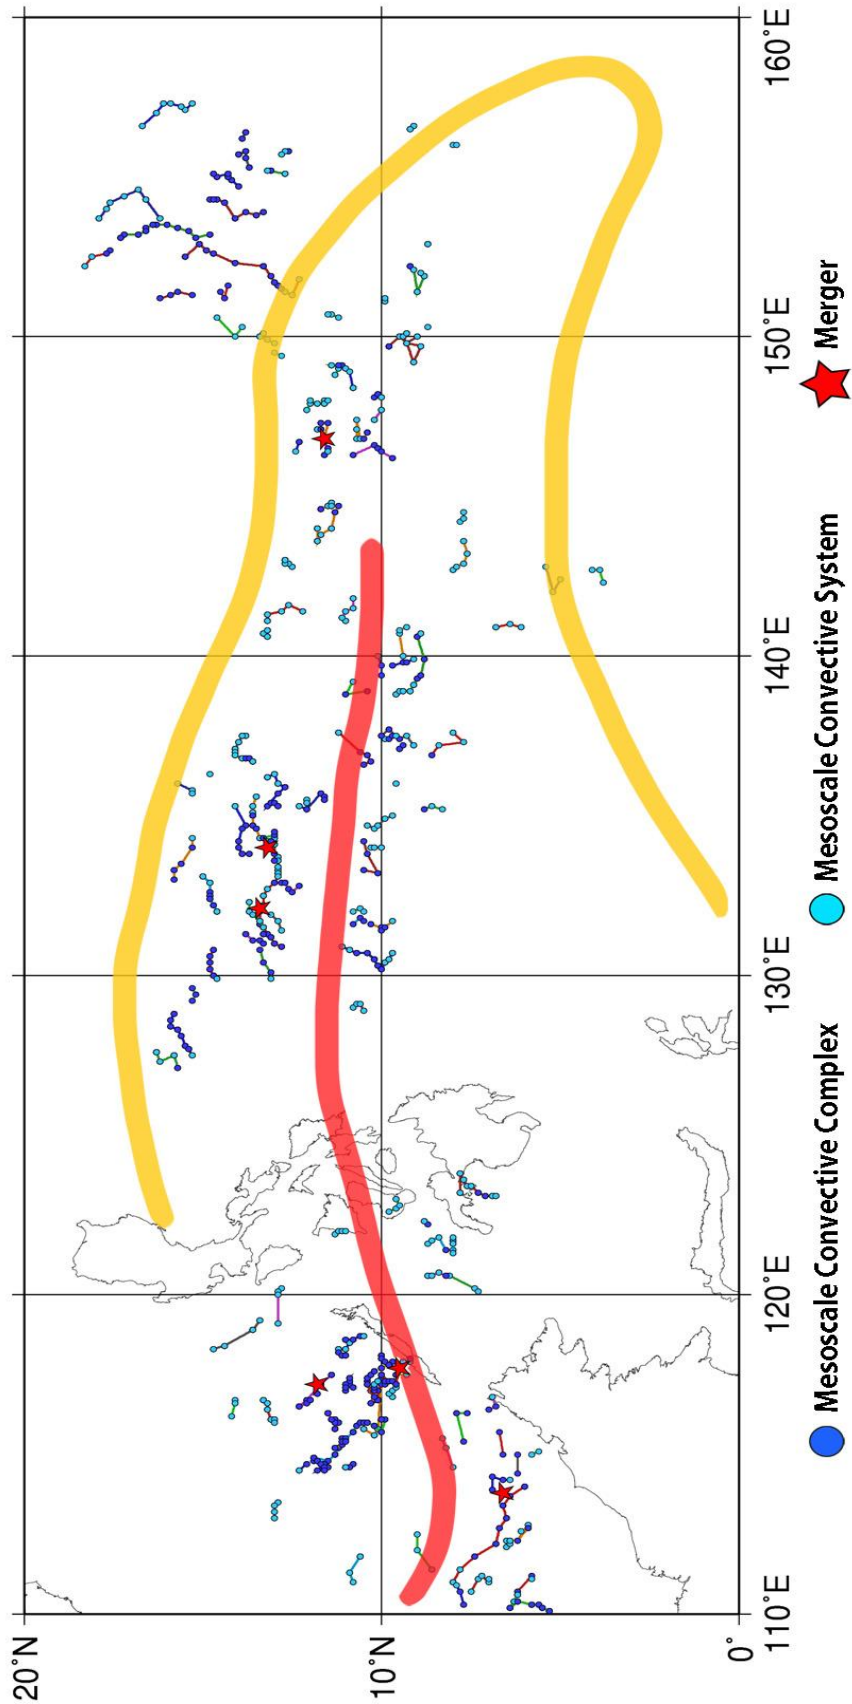 20°N
10°N
0°
110°E
120°E
130°E
140°E
150°E
160°E
Mesoscale Convective Complex
Mesoscale Convective System
Merger